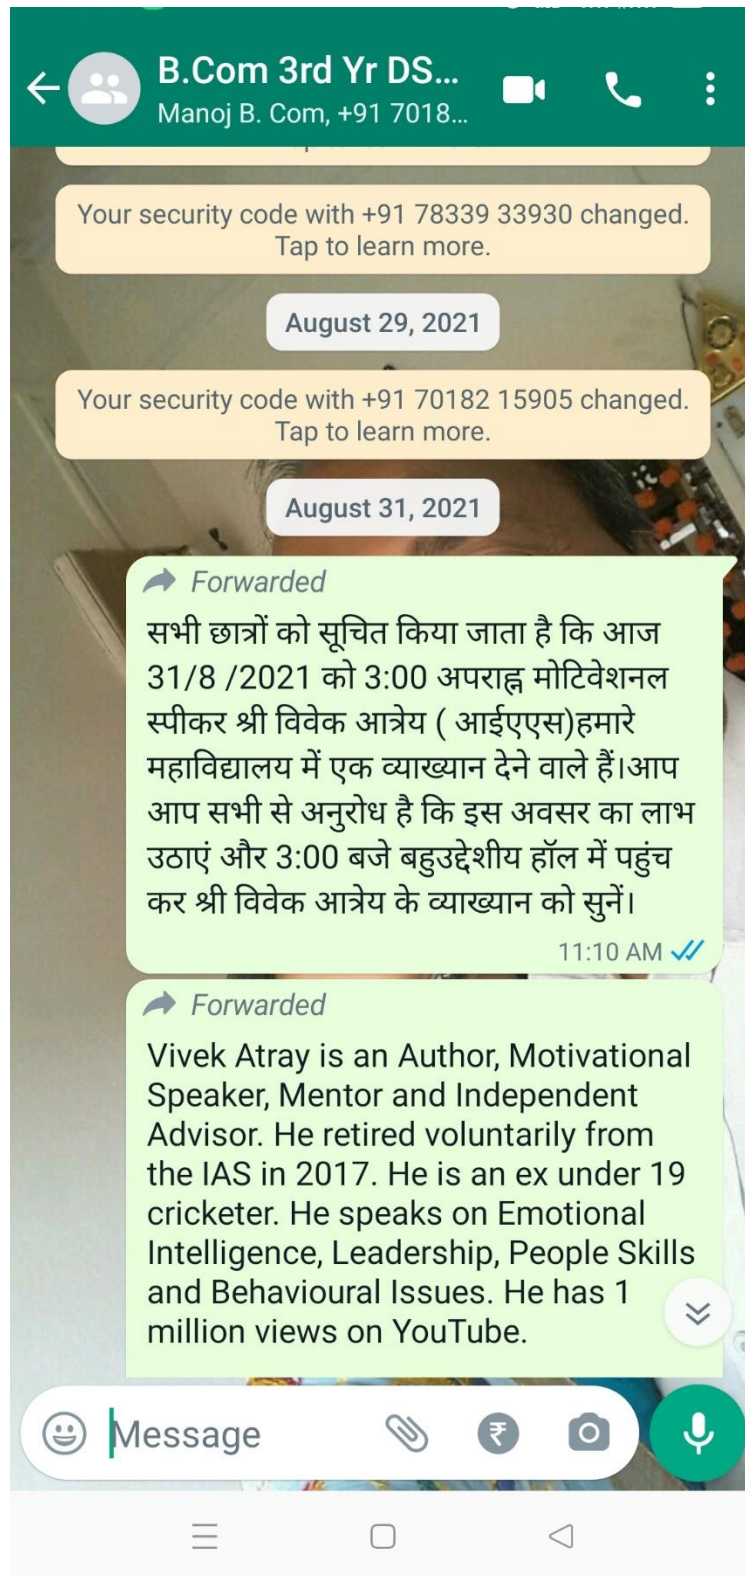 B.Com 3rd Yr DS...
Manoj B. Com, +91 7018...
Your security code with +91 78339 33930 changed.
Tap to learn more.
August 29, 2021
Your security code with +91 70182 15905 changed.
Tap to learn more.
August 31, 2021
Forwarded
सभी छात्रों को सूचित किया जाता है कि आज
31/8 /2021 को 3:00 अपराह्न मोटिवेशनल
स्पीकर श्री विवेक आत्रेय ( आईएएस)हमारे
महाविद्यालय में एक व्याख्यान देने वाले हैं।आप
आप सभी से अनुरोध है कि इस अवसर का लाभ
उठाएं और 3:00 बजे बहुउद्देशीय हॉल में पहुंच
कर श्री विवेक आत्रेय के व्याख्यान को सुनें।
11:10 AM
Forwarded
Vivek Atray is an Author, Motivational
Speaker, Mentor and Independent
Advisor. He retired voluntarily from
the IAS in 2017. He is an ex under 19
cricketer. He speaks on Emotional
Intelligence, Leadership, People Skills
and Behavioural Issues. He has 1
million views on YouTube.
Message